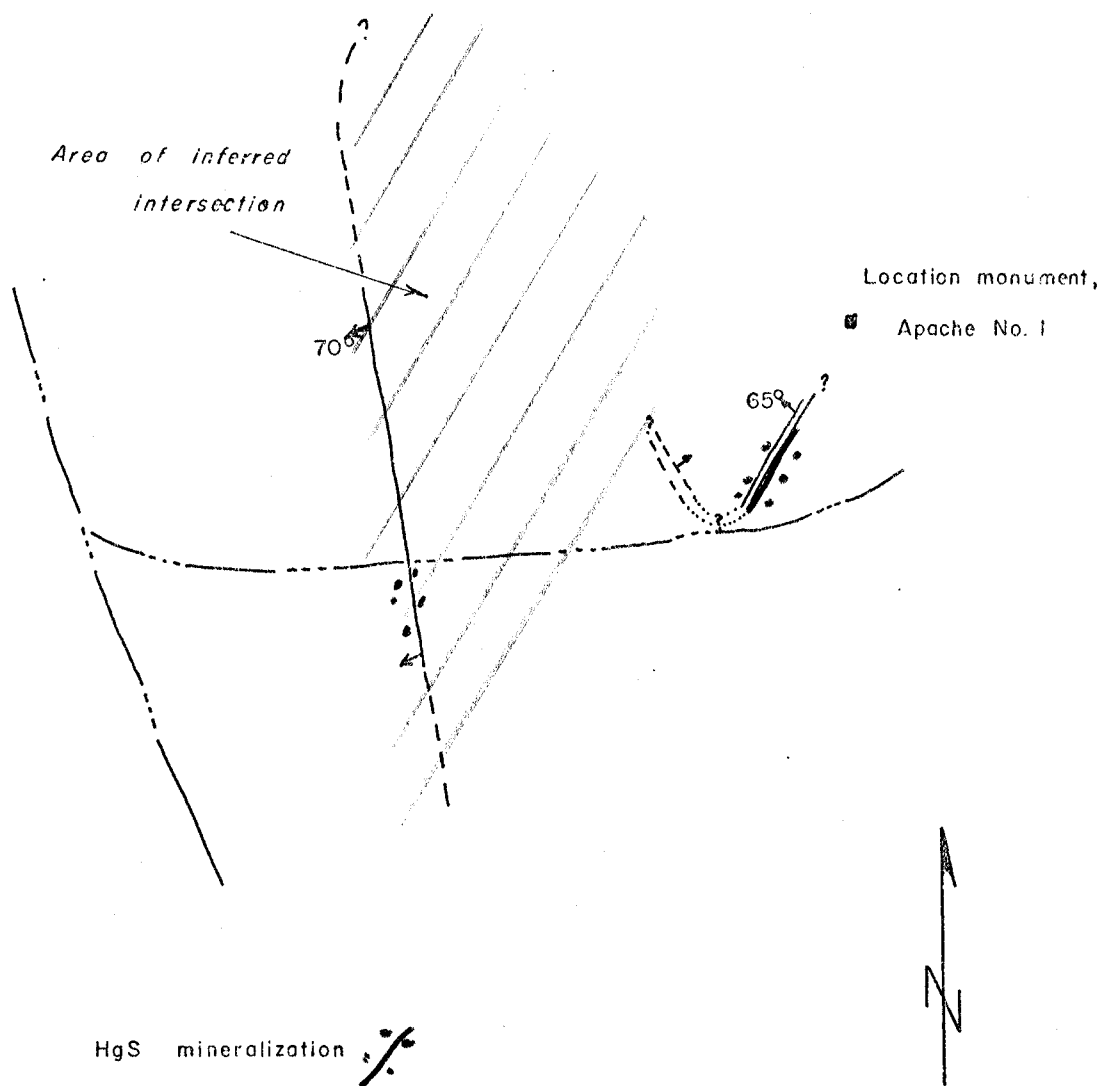 ?
Area of inferred
intersection
Location monument,
Apache No. 1
70°
65°
?
?
?
N
HgS mineralization